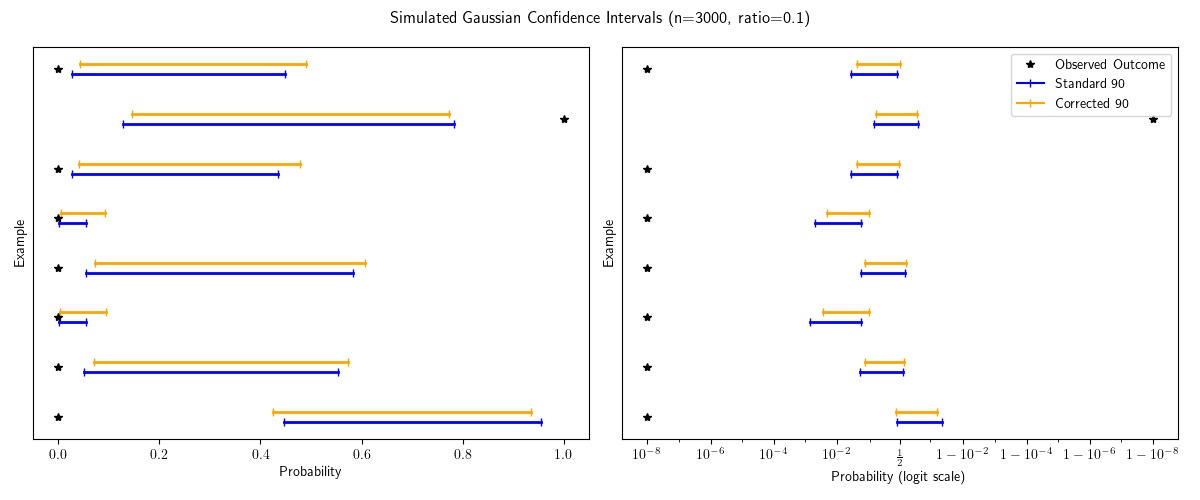 Simulated Gaussian Confidence Intervals (n=3000, ratio=0.1)
Observed Outcome
Standard 90
Corrected 90
Example
Example
0.0 0.2 0.4 0.6 0.8 1.0
Probability
10⁻⁸ 10⁻⁶ 10⁻⁴ 10⁻² 1/2 1 − 10⁻² 1 − 10⁻⁴ 1 − 10⁻⁶ 1 − 10⁻⁸
Probability (logit scale)